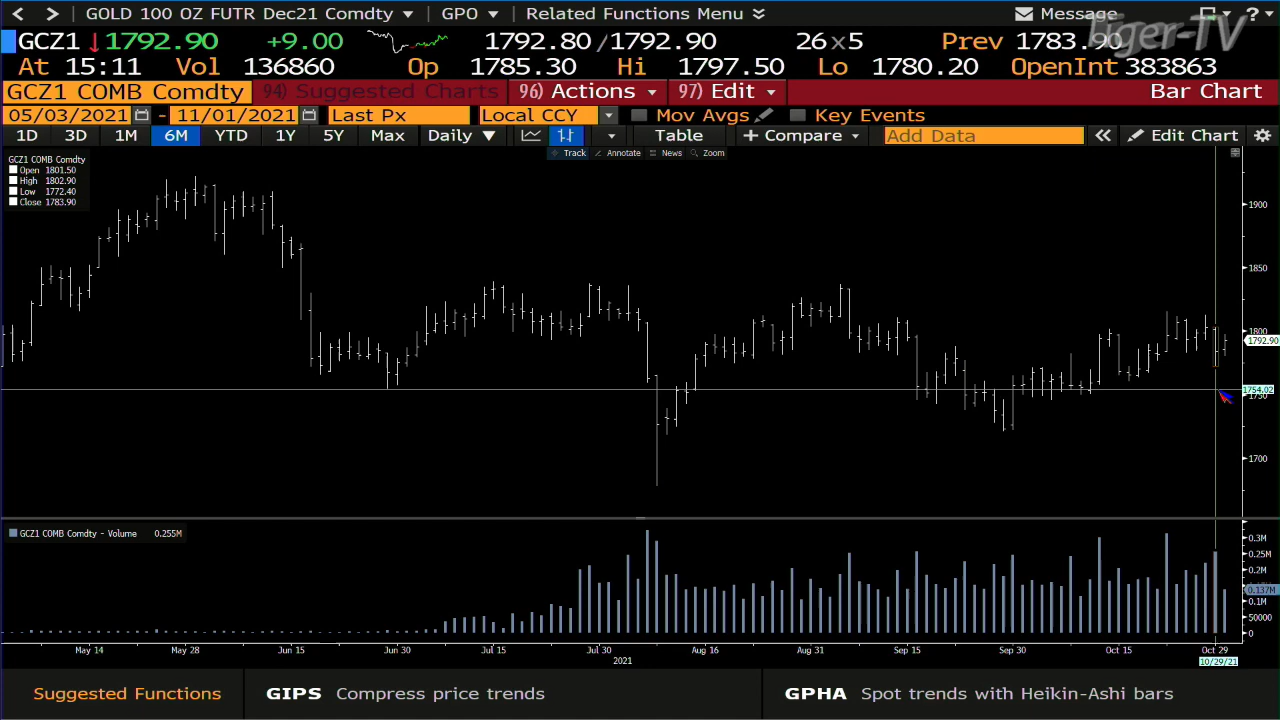 GOLD 100 OZ FUTR Dec21 Comdty GPO Related Functions Menu Message ?
Tiger-TV
GCZ1 ↓1792.90 +9.00 1792.80/1792.90 26×5 Prev 1783.90
At 15:11 Vol 136860 Op 1785.30 Hi 1797.50 Lo 1780.20 OpenInt 383863
GCZ1 COMB Comdty 94) Suggested Charts 96) Actions 97) Edit Bar Chart
05/03/2021 - 11/01/2021 Last Px Local CCY Mov Avgs Key Events
1D 3D 1M 6M YTD 1Y 5Y Max Daily ▼ Table + Compare Add Data « Edit Chart
Track Annotate News Zoom
GCZ1 COMB Comdty
Open 1801.50
High 1802.90
Low 1772.40
Close 1783.90
1900
1850
1800
1792.90
1754.02
1750
1700
GCZ1 COMB Comdty - Volume 0.255M
0.3M
0.25M
0.2M
0.137M
0.1M
50000
0
May 14 May 28 Jun 15 Jun 30 Jul 15 Jul 30 Aug 16 Aug 31 Sep 15 Sep 30 Oct 15 Oct 29
2021 10/29/21
Suggested Functions GIPS Compress price trends GPHA Spot trends with Heikin-Ashi bars